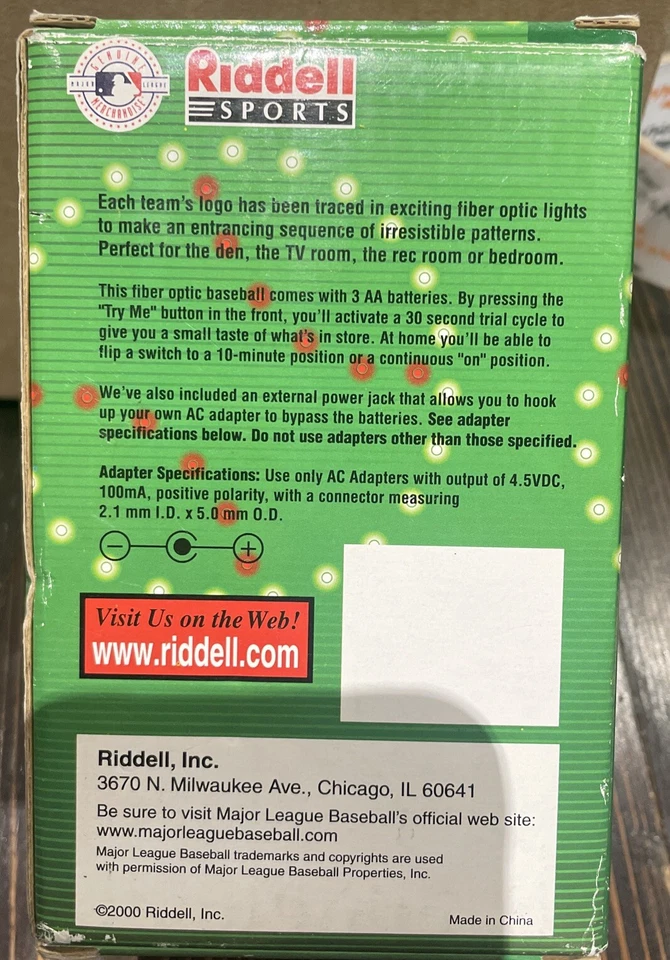 GENUINE
MAJOR LEAGUE
MERCHANDISE
Riddell
SPORTS
Each team's logo has been traced in exciting fiber optic lights
to make an entrancing sequence of irresistible patterns.
Perfect for the den, the TV room, the rec room or bedroom.
This fiber optic baseball comes with 3 AA batteries. By pressing the
"Try Me" button in the front, you'll activate a 30 second trial cycle to
give you a small taste of what's in store. At home you'll be able to
flip a switch to a 10-minute position or a continuous "on" position.
We've also included an external power jack that allows you to hook
up your own AC adapter to bypass the batteries. See adapter
specifications below. Do not use adapters other than those specified.
Adapter Specifications: Use only AC Adapters with output of 4.5VDC,
100mA, positive polarity, with a connector measuring
2.1 mm I.D. x 5.0 mm O.D.
Visit Us on the Web!
www.riddell.com
Riddell, Inc.
3670 N. Milwaukee Ave., Chicago, IL 60641
Be sure to visit Major League Baseball's official web site:
www.majorleaguebaseball.com
Major League Baseball trademarks and copyrights are used
with permission of Major League Baseball Properties, Inc.
©2000 Riddell, Inc.
Made in China